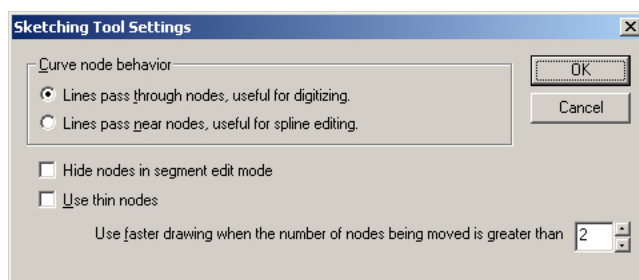 Sketching Tool Settings
Curve node behavior
Lines pass through nodes, useful for digitizing.
Lines pass near nodes, useful for spline editing.
OK
Cancel
Hide nodes in segment edit mode
Use thin nodes
Use faster drawing when the number of nodes being moved is greater than 2